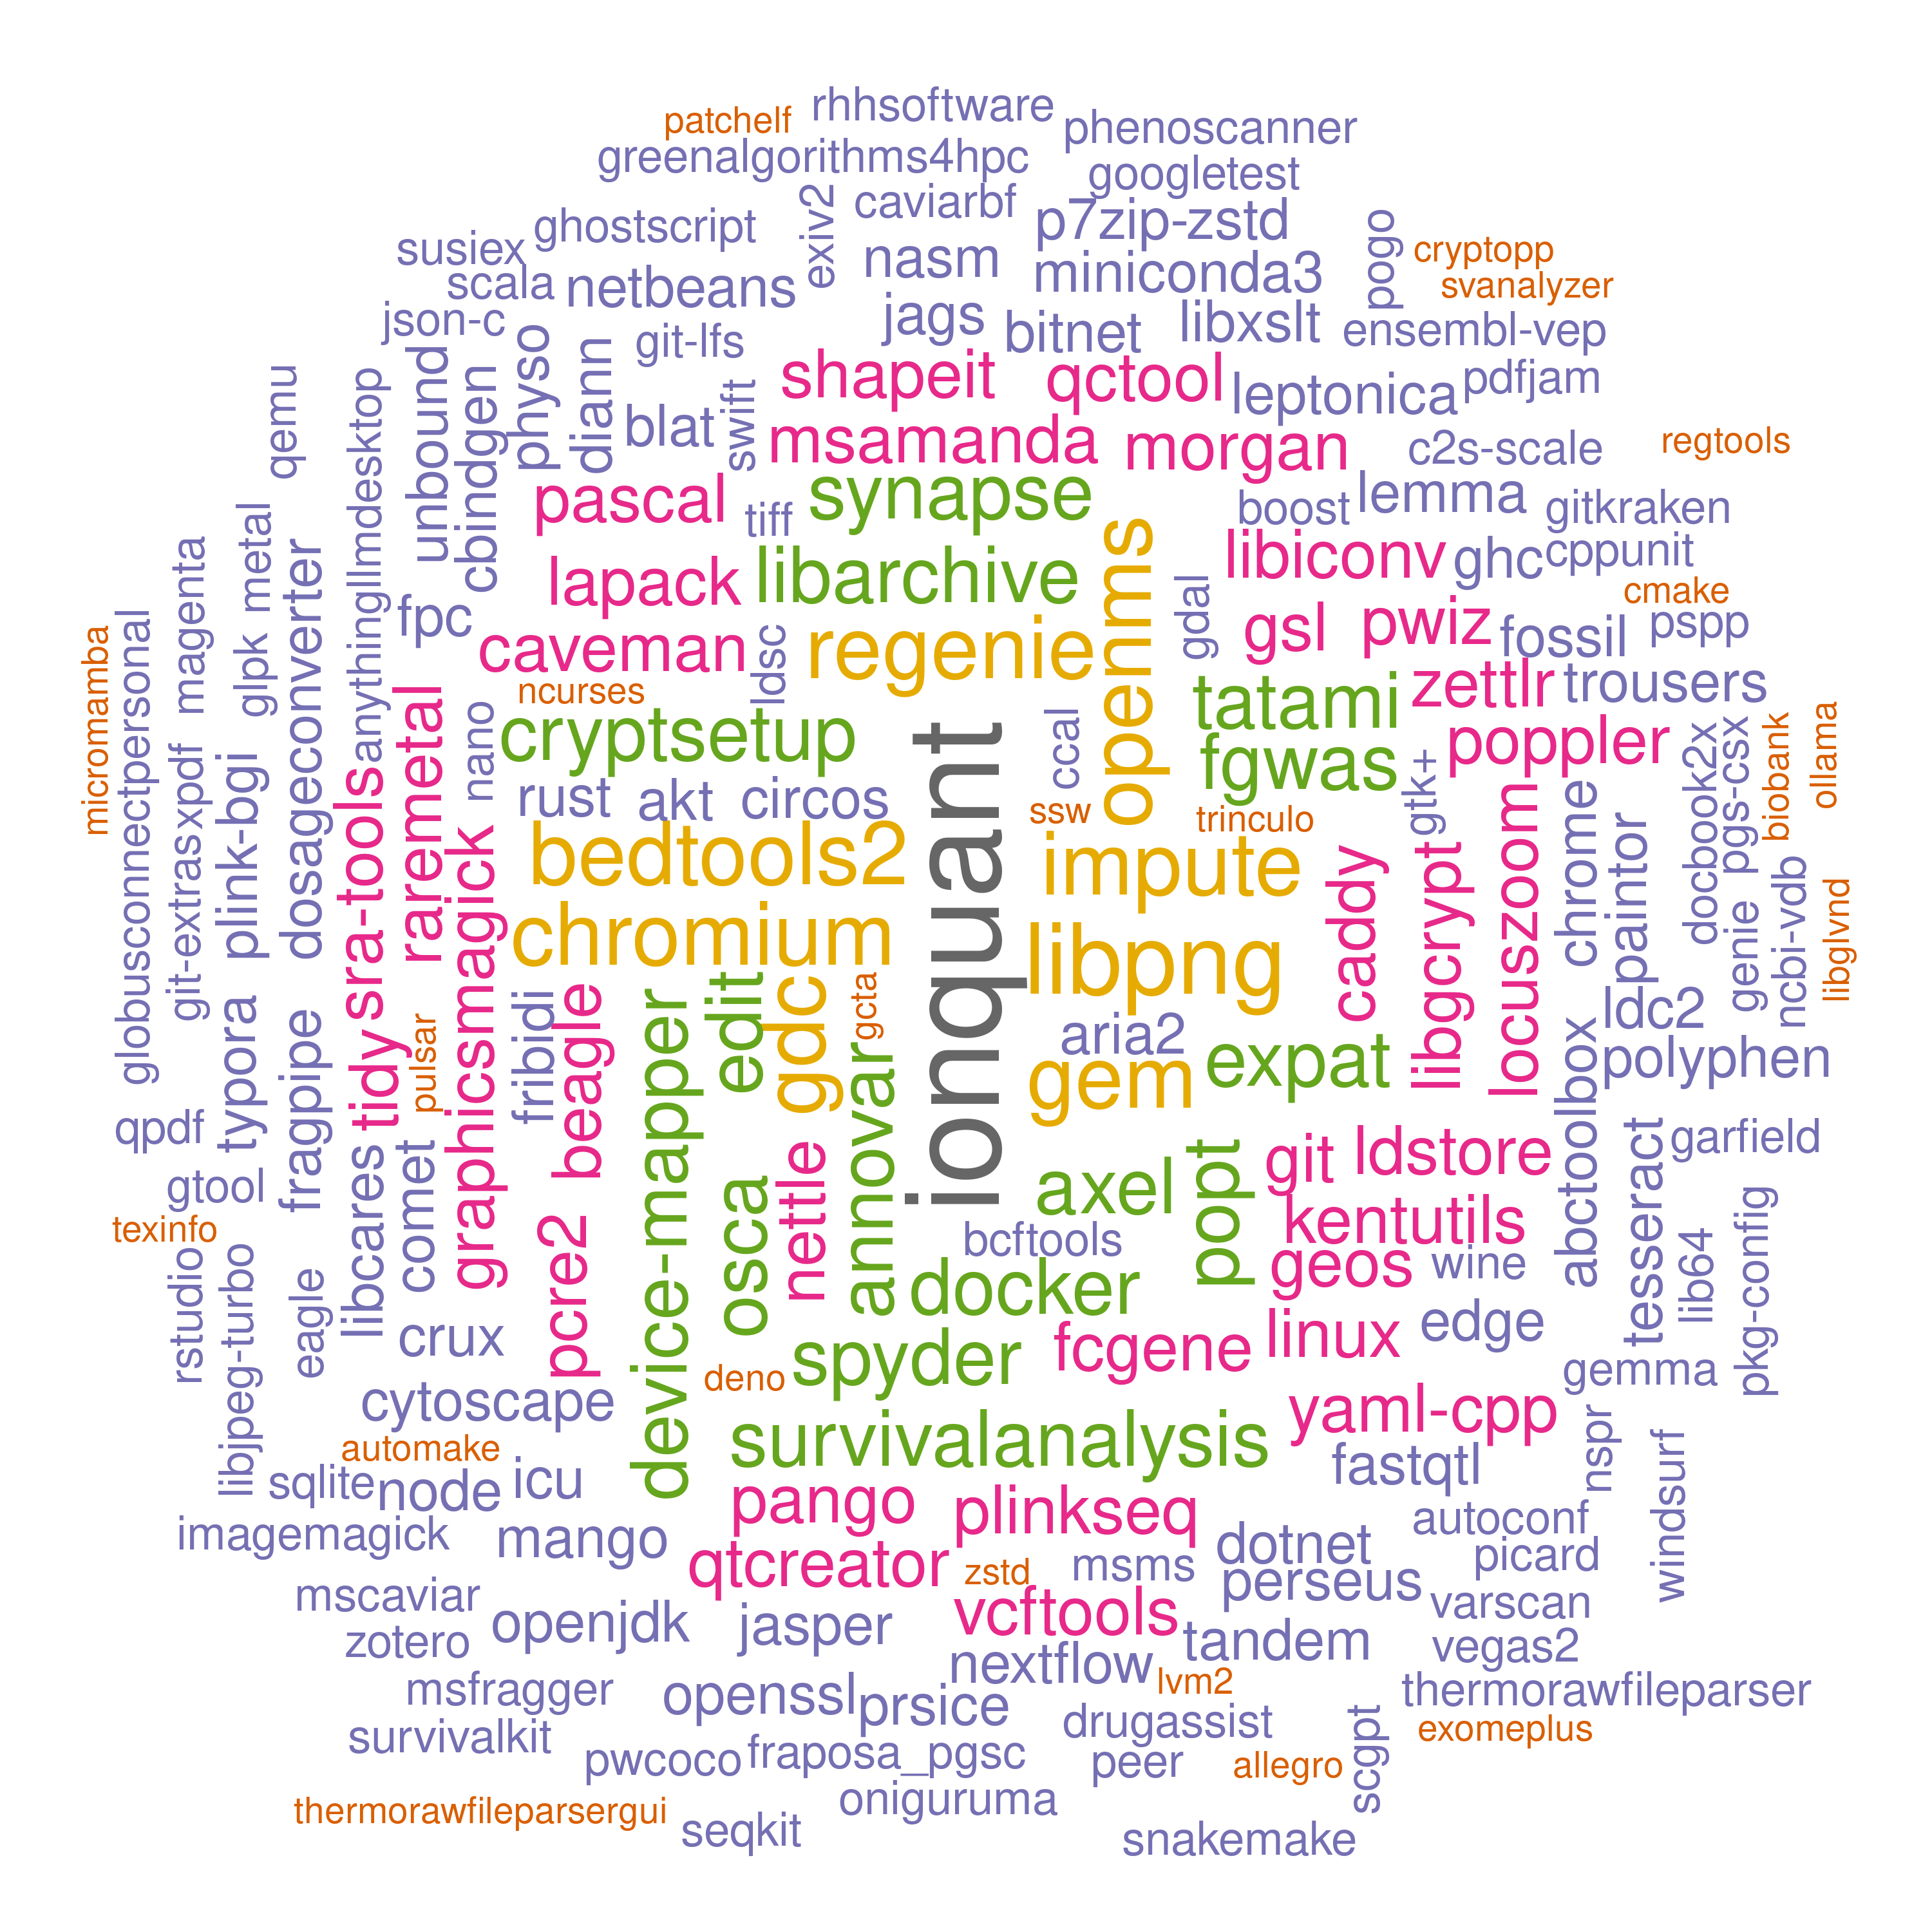 patchelf
rhhsoftware
phenoscanner
greenalgorithms4hpc
googletest
exiv2
caviarbf
p7zip-zstd
pogo
ghostscript
susiex
cryptopp
nasm
miniconda3
svanalyzer
scala
netbeans
json-c
jags
bitnet
libxslt
ensembl-vep
git-lfs
unbound
physo
diann
shapeit
qctool
leptonica
pdfjam
qemu
anythingllmdesktop
cbindgen
blat
swift
msamanda
morgan
c2s-scale
regtools
pascal
tiff
synapse
boost
lemma
gitkraken
metal
magenta
dosageconverter
lapack
libarchive
openms
libiconv
ghc
cppunit
cmake
micromamba
globusconnectpersonal
glpk
fpc
caveman
ldsc
regenie
gdal
gsl
pwiz
fossil
pspp
ncurses
raremetal
nano
cryptsetup
ionquant
ccal
tatami
zettlr
trousers
fgwas
poppler
gtk+
docbook2x
pgs-csx
biobank
ollama
git-extras
xpdf
plink-bgi
sra-tools
graphicsmagick
rust
akt
circos
ssw
trinculo
bedtools2
impute
caddy
libgcrypt
locuszoom
chrome
paintor
genie
ncbi-vdb
libglvnd
chromium
libpng
typora
fragpipe
tidy
pulsar
fribidi
beagle
device-mapper
edit
gdc
gcta
annovar
aria2
gem
expat
ldc2
polyphen
abctoolbox
qpdf
gtool
libcares
comet
pcre2
osca
nettle
axel
popt
git
ldstore
tesseract
garfield
texinfo
rstudio
libjpeg-turbo
eagle
bcftools
kentutils
geos
wine
lib64
pkg-config
docker
crux
spyder
fcgene
linux
edge
deno
gemma
cytoscape
survivalanalysis
yaml-cpp
nspr
windsurf
automake
sqlite
node
icu
fastqtl
pango
plinkseq
autoconf
imagemagick
mango
qtcreator
zstd
msms
dotnet
picard
perseus
mscaviar
openjdk
jasper
vcftools
varscan
zotero
tandem
vegas2
nextflow
lvm2
msfragger
openssl
prsice
thermorawfileparser
survivalkit
drugassist
scgpt
exomeplus
pwcoco
fraposa_pgsc
peer
allegro
thermorawfileparsergui
oniguruma
seqkit
snakemake